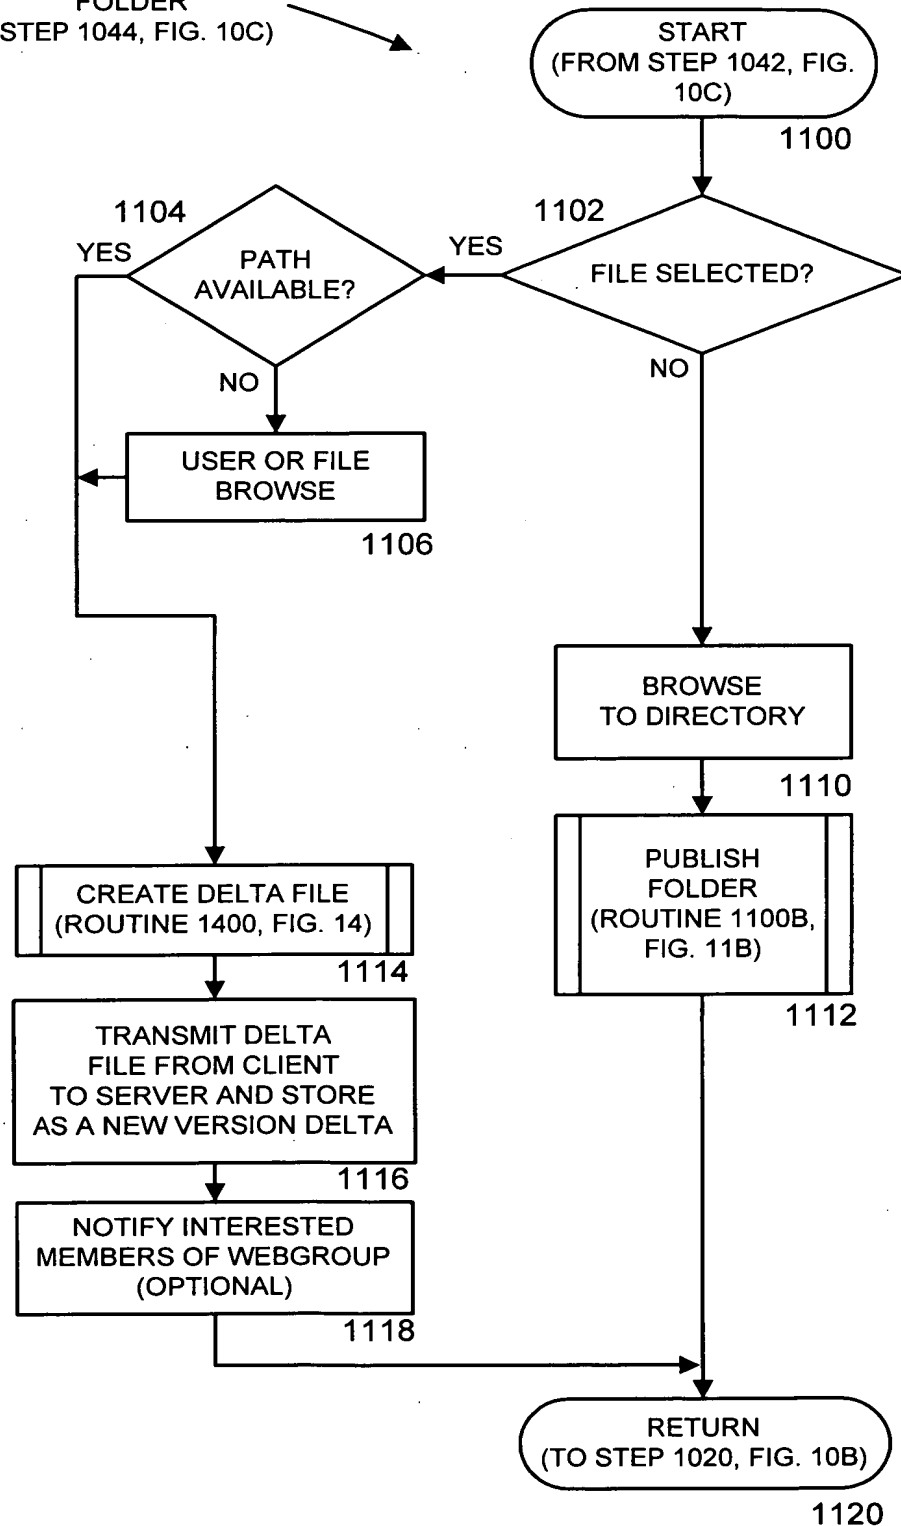 FOLDER
STEP 1044, FIG. 10C)
START
(FROM STEP 1042, FIG.
10C)
1100
1104
1102
YES
YES
PATH
AVAILABLE?
FILE SELECTED?
NO
NO
USER OR FILE
BROWSE
1106
BROWSE
TO DIRECTORY
1110
PUBLISH
FOLDER
(ROUTINE 1100B,
FIG. 11B)
1112
CREATE DELTA FILE
(ROUTINE 1400, FIG. 14)
1114
TRANSMIT DELTA
FILE FROM CLIENT
TO SERVER AND STORE
AS A NEW VERSION DELTA
1116
NOTIFY INTERESTED
MEMBERS OF WEBGROUP
(OPTIONAL)
1118
RETURN
(TO STEP 1020, FIG. 10B)
1120